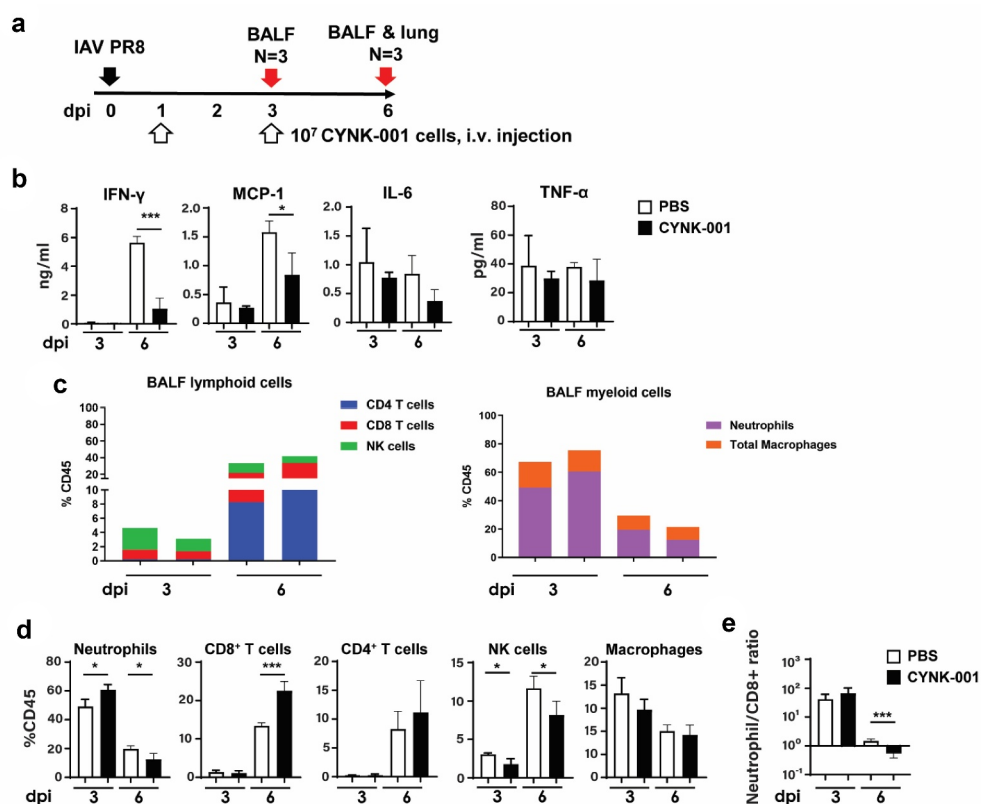 a
IAV PR8
BALF
N=3
BALF & lung
N=3
dpi 0 1 2 3 6
10⁷ CYNK-001 cells, i.v. injection
b
IFN-γ MCP-1 IL-6 TNF-α
PBS
CYNK-001
ng/ml
8
6
4
2
0
***
2.0
1.5
1.0
0.5
0.0
*
2.0
1.5
1.0
0.5
0.0
pg/ml
80
60
40
20
0
dpi 3 6 3 6 3 6 3 6
c
BALF lymphoid cells
CD4 T cells
CD8 T cells
NK cells
% CD45
100
80
60
40
20
10
8
6
4
2
0
dpi 3 6
BALF myeloid cells
Neutrophils
Total Macrophages
% CD45
100
80
60
40
20
0
dpi 3 6
d
Neutrophils CD8⁺ T cells CD4⁺ T cells NK cells Macrophages
%CD45
80
60
40
20
0
* *
30
20
10
0
***
20
15
10
5
0
15
10
5
0
* *
20
15
10
15
10
0
dpi 3 6 3 6 3 6 3 6 3 6
e
PBS
CYNK-001
Neutrophil/CD8+ ratio
10³
10²
10¹
10⁰
10⁻¹
***
dpi 3 6